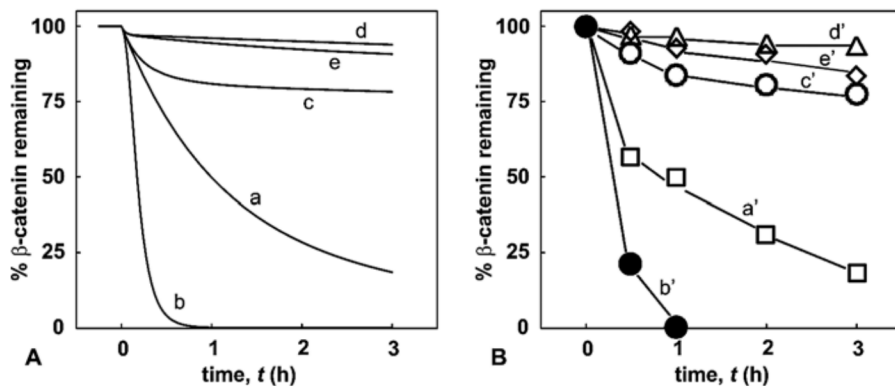 100
75
50
25
0
% β-catenin remaining
d
e
c
a
b
A
0
1
2
3
time, t (h)
100
75
50
25
0
% β-catenin remaining
d’
e’
c’
a’
b’
B
0
1
2
3
time, t (h)